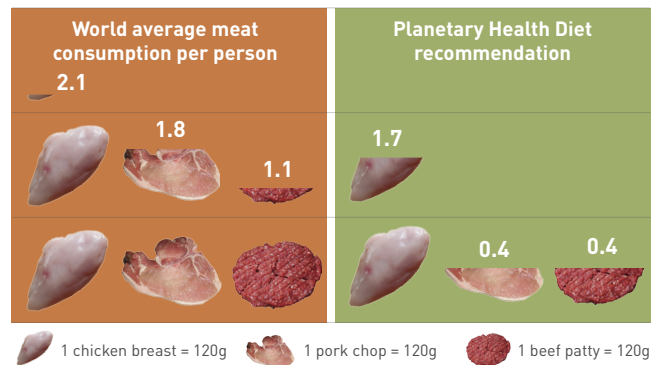 World average meat
consumption per person
Planetary Health Diet
recommendation
2.1
1.8
1.1
1.7
0.4
0.4
1 chicken breast = 120g
1 pork chop = 120g
1 beef patty = 120g